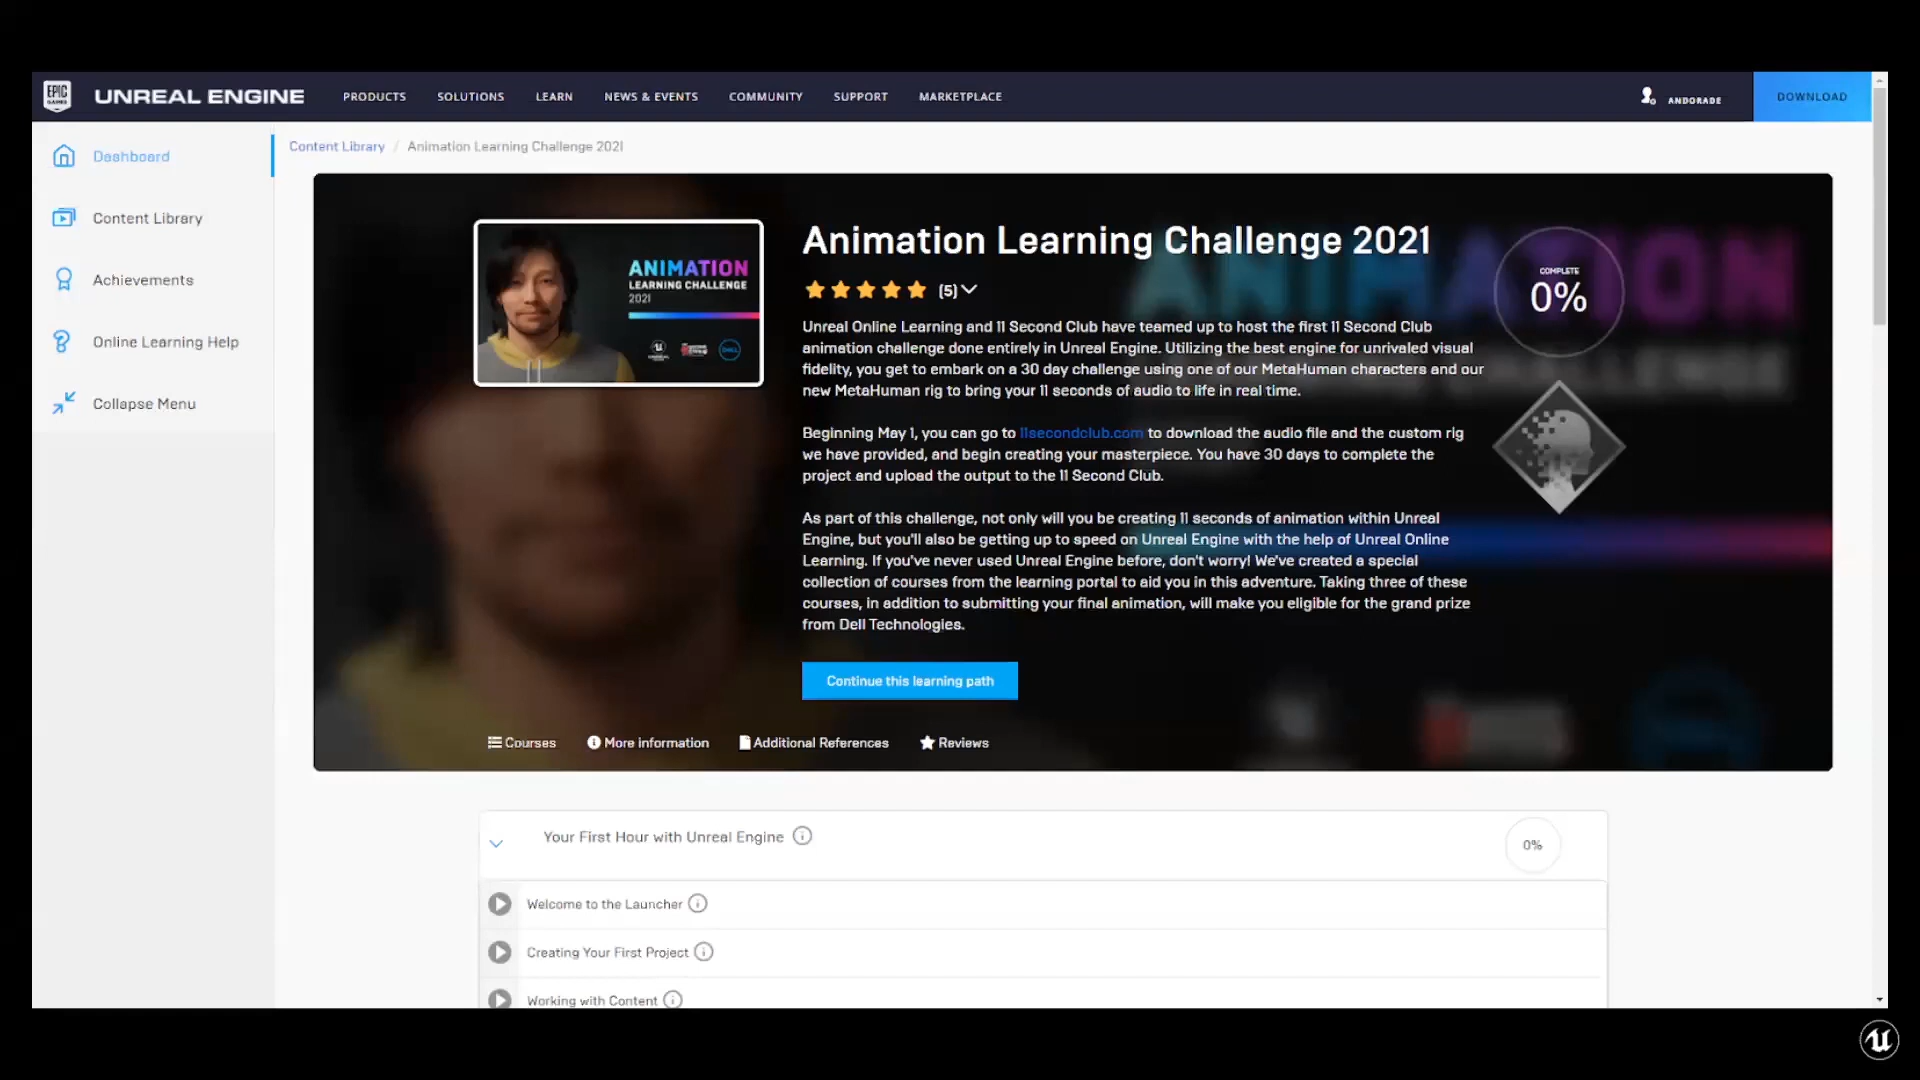 EPIC GAMES
UNREAL ENGINE
PRODUCTS
SOLUTIONS
LEARN
NEWS & EVENTS
COMMUNITY
SUPPORT
MARKETPLACE
ANDORADE
DOWNLOAD
Dashboard
Content Library
Achievements
Online Learning Help
Collapse Menu
Content Library / Animation Learning Challenge 2021
ANIMATION
LEARNING CHALLENGE
2021
DELL
Animation Learning Challenge 2021
(5)
COMPLETE
0%
Unreal Online Learning and 11 Second Club have teamed up to host the first 11 Second Club
animation challenge done entirely in Unreal Engine. Utilizing the best engine for unrivaled visual
fidelity, you get to embark on a 30 day challenge using one of our MetaHuman characters and our
new MetaHuman rig to bring your 11 seconds of audio to life in real time.
Beginning May 1, you can go to 11secondclub.com to download the audio file and the custom rig
we have provided, and begin creating your masterpiece. You have 30 days to complete the
project and upload the output to the 11 Second Club.
As part of this challenge, not only will you be creating 11 seconds of animation within Unreal
Engine, but you'll also be getting up to speed on Unreal Engine with the help of Unreal Online
Learning. If you've never used Unreal Engine before, don't worry! We've created a special
collection of courses from the learning portal to aid you in this adventure. Taking three of these
courses, in addition to submitting your final animation, will make you eligible for the grand prize
from Dell Technologies.
Continue this learning path
Courses
More information
Additional References
Reviews
Your First Hour with Unreal Engine
0%
Welcome to the Launcher
Creating Your First Project
Working with Content